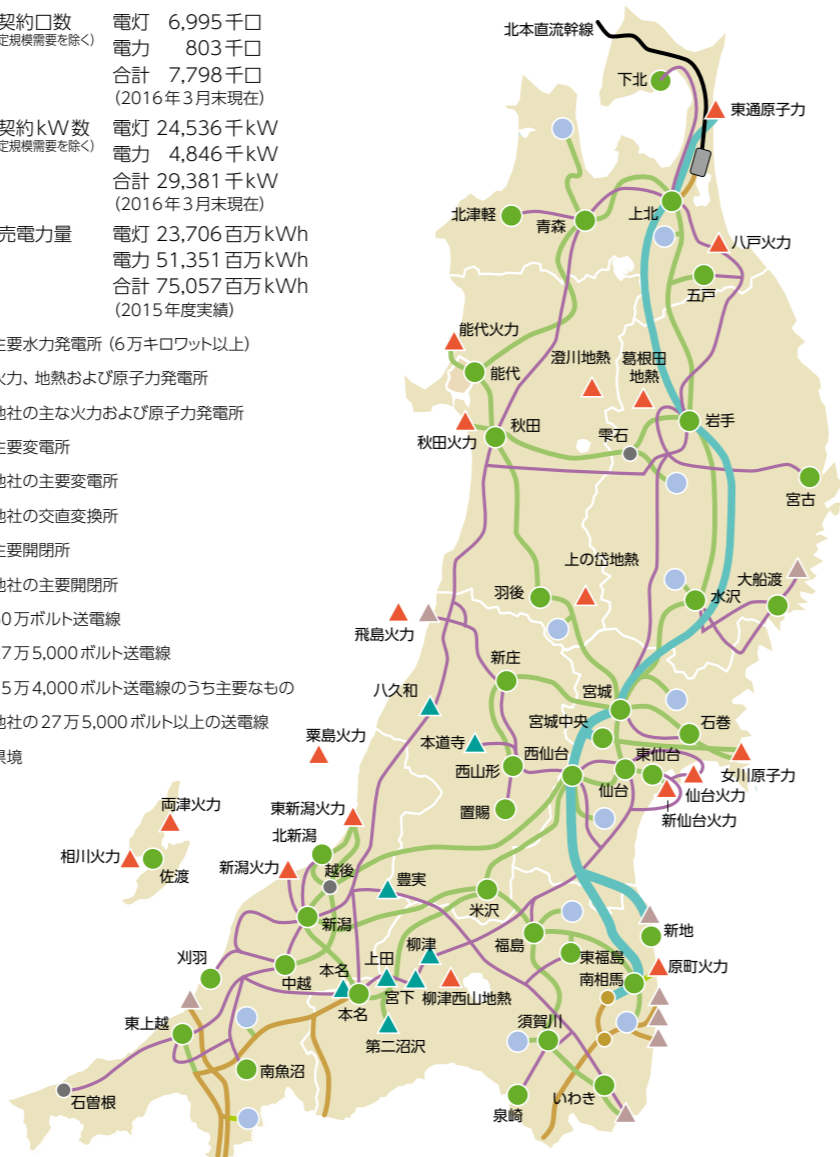 契約口数 電灯 6,995千口
定規模需要を除く)
電力 803千口
合計 7,798千口
(2016年3月末現在)
契約kW数 電灯 24,536千kW
定規模需要を除く)
電力 4,846千kW
合計 29,381千kW
(2016年3月末現在)
売電力量 電灯 23,706百万kWh
電力 51,351百万kWh
合計 75,057百万kWh
(2015年度実績)
主要水力発電所 (6万キロワット以上)
火力、地熱および原子力発電所
他社の主な火力および原子力発電所
主要変電所
他社の主要変電所
他社の交直変換所
主要開閉所
他社の主要開閉所
0万ボルト送電線
7万5,000ボルト送電線
5万4,000ボルト送電線のうち主要なもの
他社の27万5,000ボルト以上の送電線
県境
北本直流幹線
下北
東通原子力
北津軽
青森
上北
八戸火力
五戸
能代火力
能代
澄川地熱
葛根田
地熱
秋田火力
秋田
雫石
岩手
宮古
上の岱地熱
羽後
水沢
大船渡
飛島火力
新庄
八久和
宮城
宮城中央
石巻
粟島火力
本道寺
西山形
西仙台
東仙台
女川原子力
仙台
仙台火力
新仙台火力
置賜
両津火力
東新潟火力
北新潟
相川火力
佐渡
新潟火力
越後
豊実
米沢
新潟
福島
新地
刈羽
中越
本名
上田
柳津
東福島
南相馬
原町火力
宮下
柳津西山地熱
本名
東上越
第二沼沢
須賀川
南魚沼
石曽根
泉崎
いわき